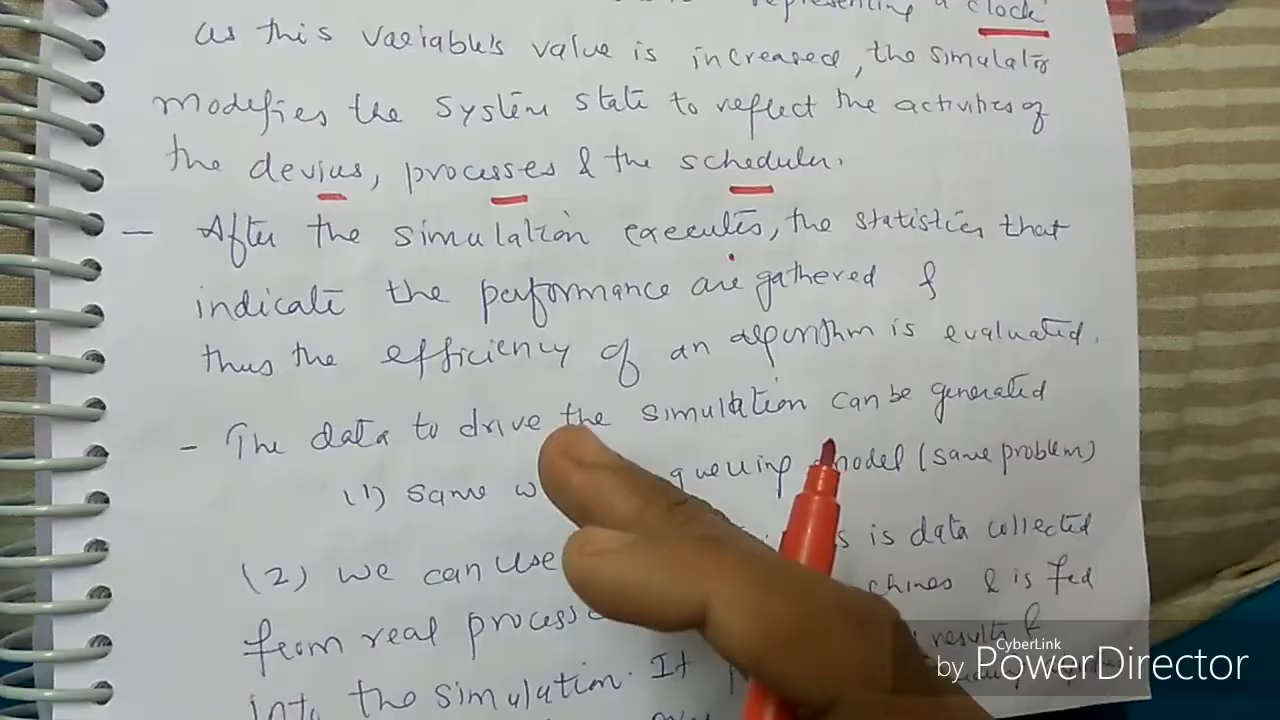 representing a clock
as this variable's value is increased, the simulator
modifies the system state to reflect the activities of
the devices, processes & the scheduler.
— After the simulation executes, the statistics that
indicate the performance are gathered &
thus the efficiency of an algorithm is evaluated.
- The data to drive the simulation can be generated
(1) same queuing model (same problem)
(2) we can use is data collected
from real process & is fed
into the simulation. It results &
CyberLink
by PowerDirector